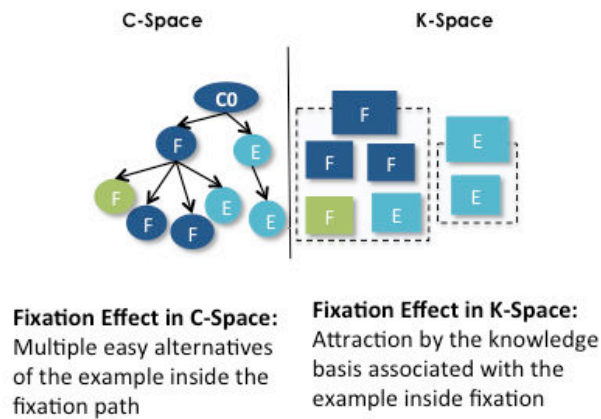 C-Space K-Space
C0
F
F E E
F F E
F E
F F E F E E
Fixation Effect in C-Space:
Multiple easy alternatives
of the example inside the
fixation path
Fixation Effect in K-Space:
Attraction by the knowledge
basis associated with the
example inside fixation